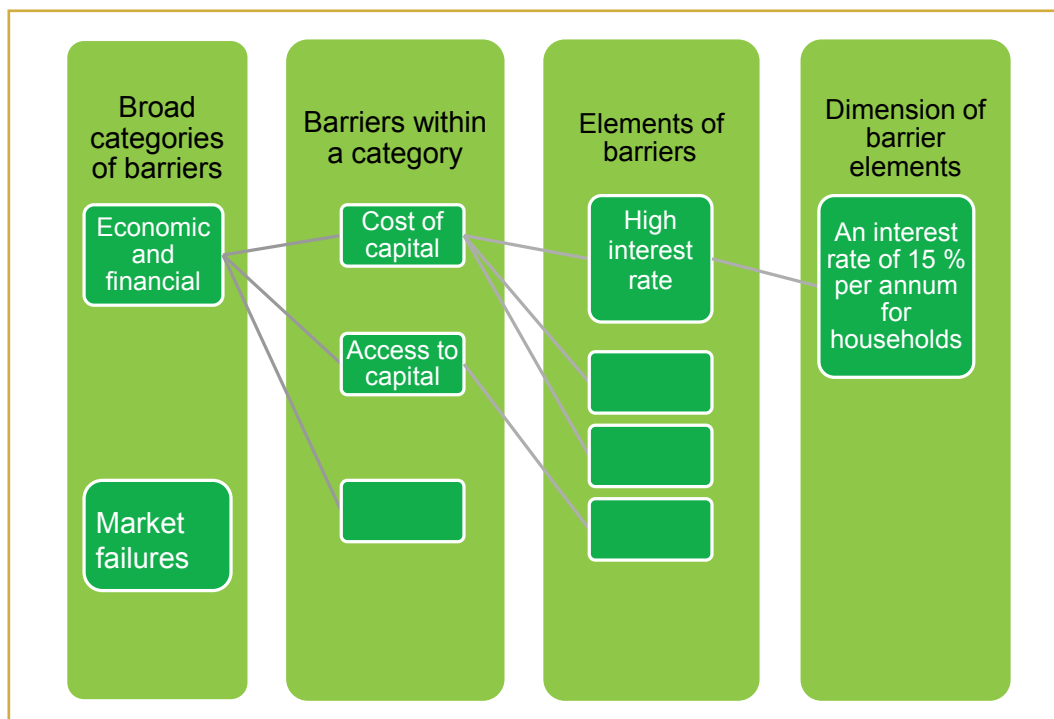 Broad
categories
of barriers
Economic
and
financial
Market
failures
Barriers within
a category
Cost of
capital
Access to
capital
Elements of
barriers
High
interest
rate
Dimension of
barrier
elements
An interest
rate of 15 %
per annum
for
households